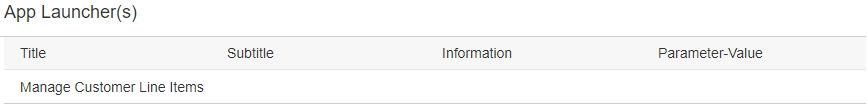 App Launcher(s)
Title Subtitle Information Parameter-Value
Manage Customer Line Items